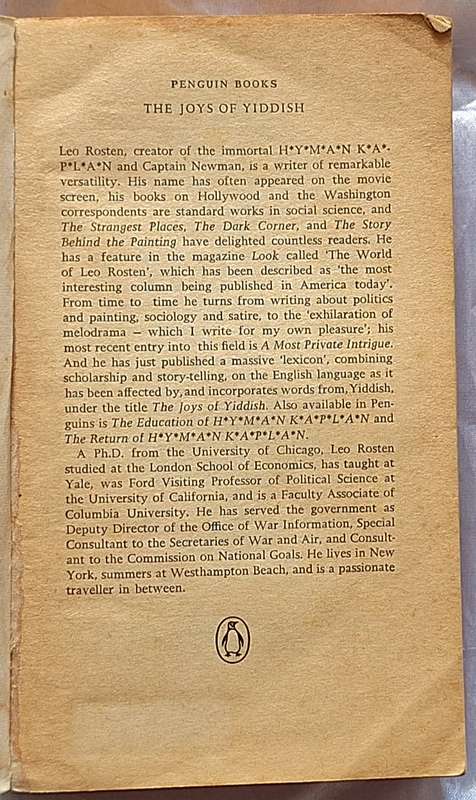 PENGUIN BOOKS
THE JOYS OF YIDDISH
Leo Rosten, creator of the immortal H*Y*M*A*N K*A*-
P*L*A*N and Captain Newman, is a writer of remarkable
versatility. His name has often appeared on the movie
screen, his books on Hollywood and the Washington
correspondents are standard works in social science, and
The Strangest Places, The Dark Corner, and The Story
Behind the Painting have delighted countless readers. He
has a feature in the magazine Look called 'The World
of Leo Rosten', which has been described as 'the most
interesting column being published in America today'.
From time to time he turns from writing about politics
and painting, sociology and satire, to the 'exhilaration of
melodrama – which I write for my own pleasure'; his
most recent entry into this field is A Most Private Intrigue.
And he has just published a massive 'lexicon', combining
scholarship and story-telling, on the English language as it
has been affected by, and incorporates words from, Yiddish,
under the title The Joys of Yiddish. Also available in Pen-
guins is The Education of H*Y*M*A*N K*A*P*L*A*N and
The Return of H*Y*M*A*N K*A*P*L*A*N.
A Ph.D. from the University of Chicago, Leo Rosten
studied at the London School of Economics, has taught at
Yale, was Ford Visiting Professor of Political Science at
the University of California, and is a Faculty Associate of
Columbia University. He has served the government as
Deputy Director of the Office of War Information, Special
Consultant to the Secretaries of War and Air, and Consult-
ant to the Commission on National Goals. He lives in New
York, summers at Westhampton Beach, and is a passionate
traveller in between.